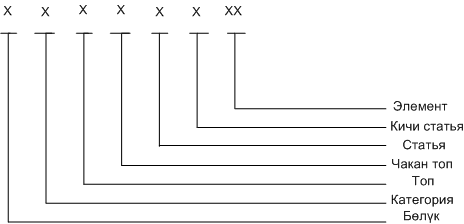 X X X X X X XX
Элемент
Кичи статья
Статья
Чакан топ
Топ
Категория
Бөлүк